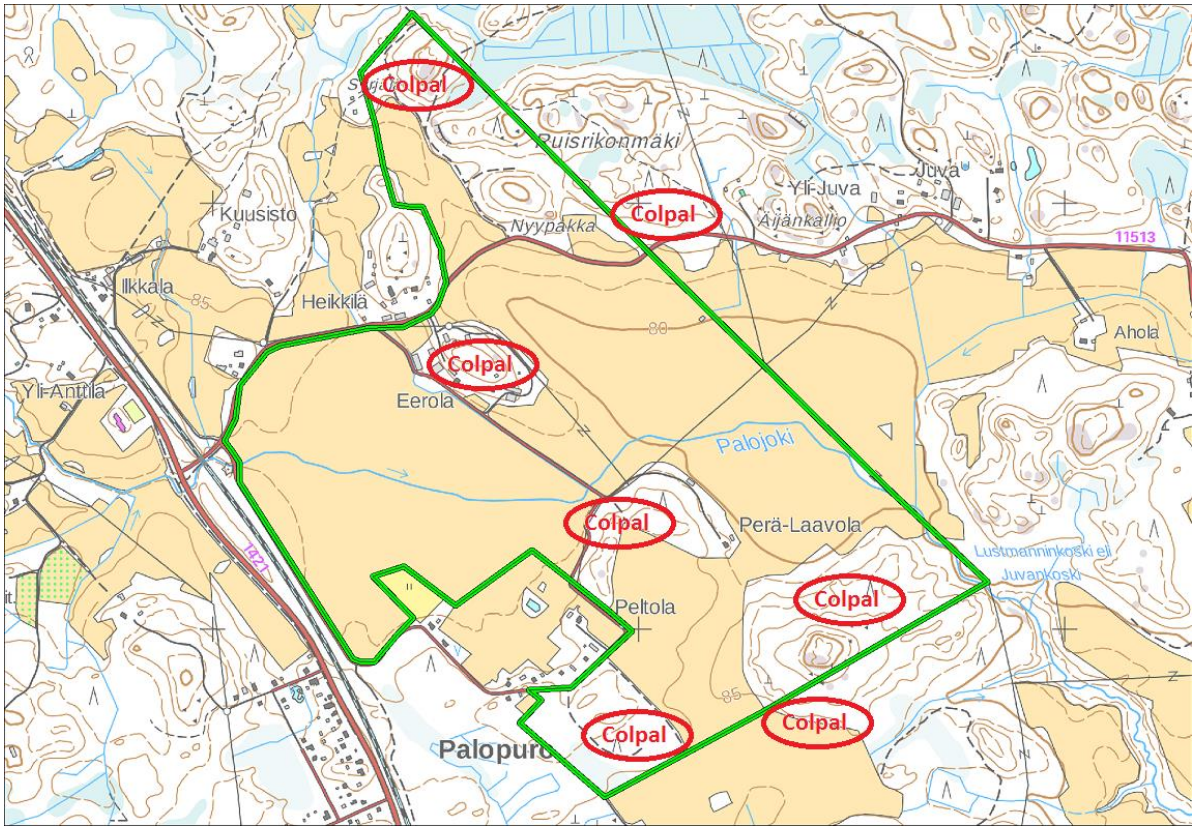 Colpal
Puisrikonmäki
Yli-Juva
Juva
Kuusisto
Colpal
Nyypakka
Äijänkallio
11513
Ilkkala
85
Heikkilä
80
Ahola
Colpal
Yli-Anttila
Eerola
Palojoki
Colpal
Perä-Laavola
1421
Lustmanninkoski eli
Juvankoski
Colpal
Peltola
85
Colpal
Colpal
Palopuro